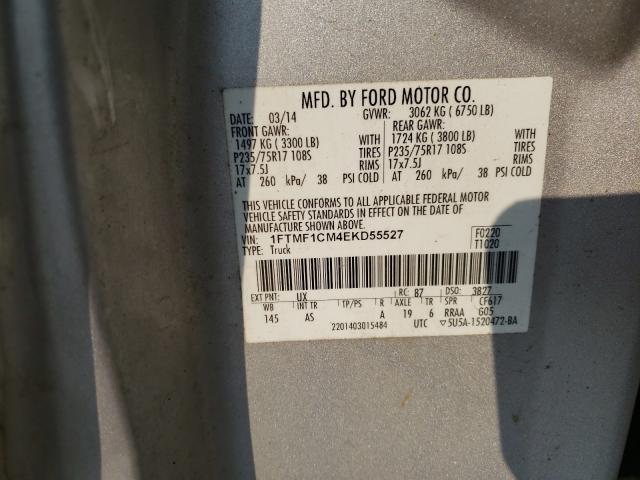 MFD. BY FORD MOTOR CO.
DATE: 03/14 GVWR: 3062 KG ( 6750 LB)
FRONT GAWR: REAR GAWR:
1497 KG ( 3300 LB) WITH 1724 KG ( 3800 LB) WITH
P235/75R17 108S TIRES P235/75R17 108S TIRES
17x7.5J RIMS 17x7.5J RIMS
AT 260 kPa/ 38 PSI COLD AT 260 kPa/ 38 PSI COLD
THIS VEHICLE CONFORMS TO ALL APPLICABLE FEDERAL MOTOR
VEHICLE SAFETY STANDARDS IN EFFECT ON THE DATE OF
MANUFACTURE SHOWN ABOVE.
VIN: 1FTMF1CM4EKD55527 F0220
TYPE: Truck T1020
EXT PNT: UX RC: 87 DSO: 3827
WB INT TR TP/PS R AXLE TR SPR CF617
145 AS A 19 6 RRAA G05
2201403015484 UTC ▽5U5A-1520472-BA